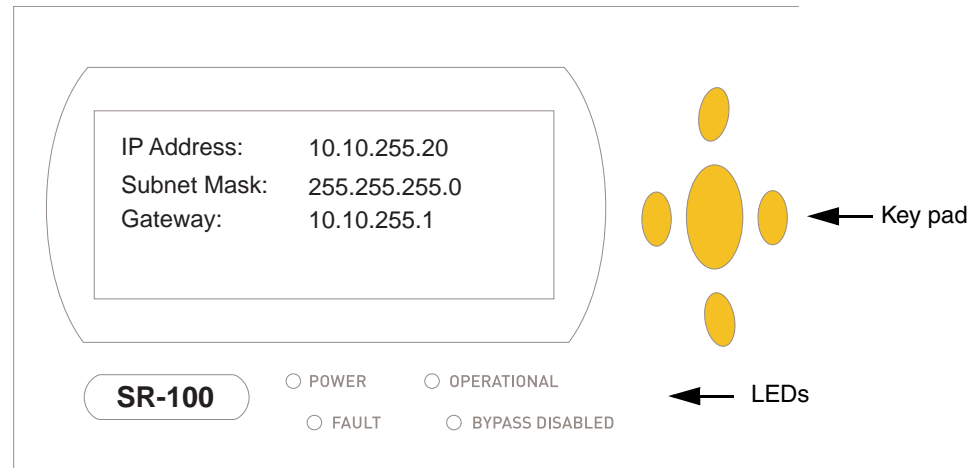 IP Address: 10.10.255.20
Subnet Mask: 255.255.255.0
Gateway: 10.10.255.1
Key pad
SR-100
POWER OPERATIONAL
LEDs
FAULT BYPASS DISABLED